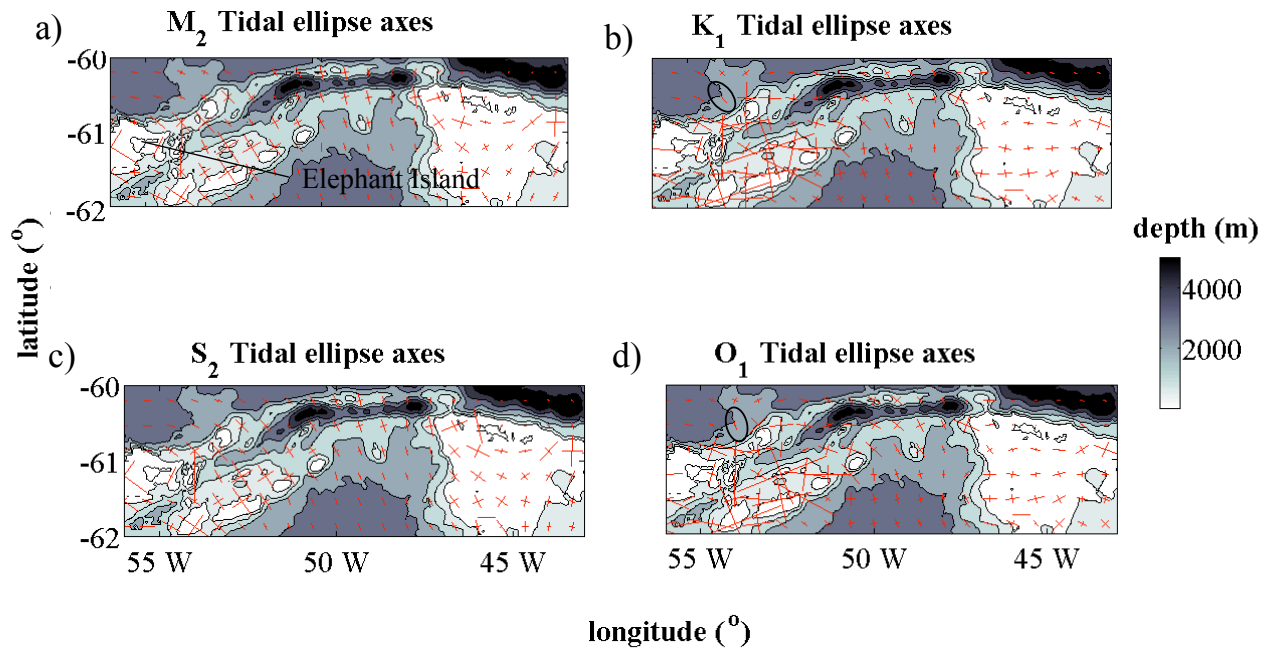 a)
M2 Tidal ellipse axes
b)
K1 Tidal ellipse axes
-60
-61
-62
Elephant Island
depth (m)
4000
2000
latitude (o)
c)
S2 Tidal ellipse axes
d)
O1 Tidal ellipse axes
-60
-61
-62
55 W
50 W
45 W
55 W
50 W
45 W
longitude (o)